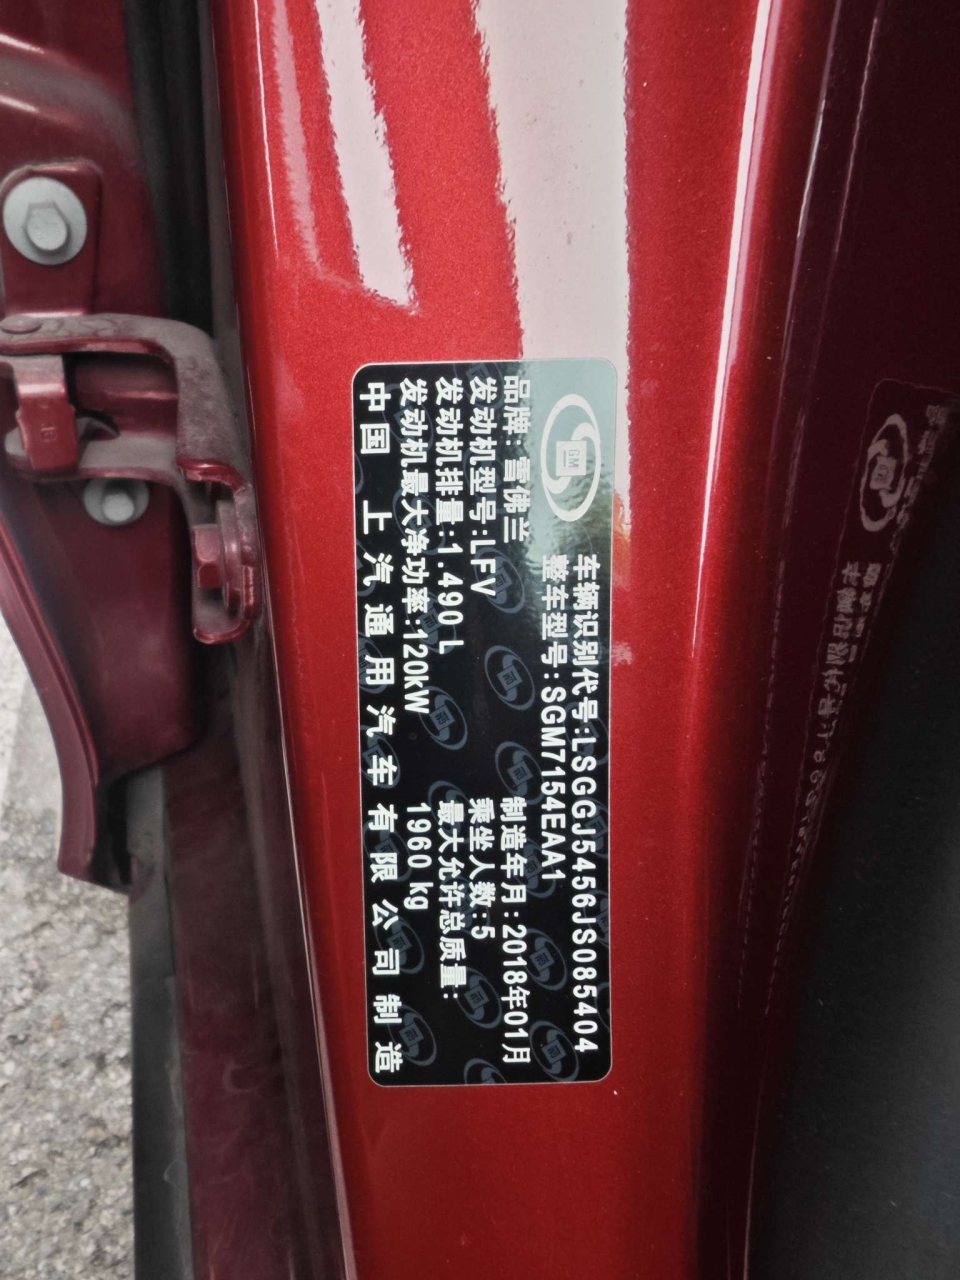 GM
车辆识别代号:LSGGJ5456JS085404
整车型号:SGM7154EAA1
品牌:雪佛兰 制造年月:2018年01月
发动机型号:LFV 乘坐人数:5
发动机排量:1.490 L 最大允许总质量:
发动机最大净功率:120kW 1960 kg
中国 上汽通用汽车有限公司制造